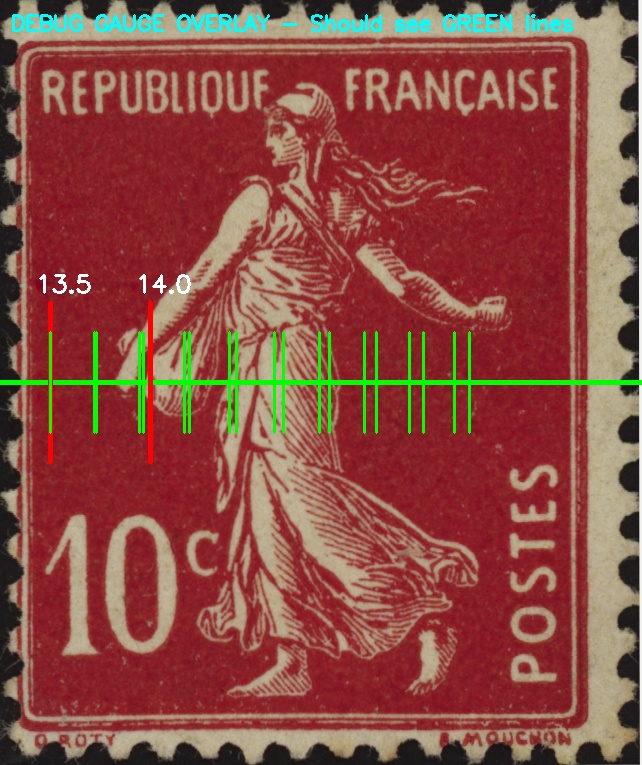 DEBUG GAUGE OVERLAY - Should see GREEN lines
REPUBLIQUE FRANÇAISE
13.5 14.0
10c
POSTES
O. ROTY
E. MOUCHON